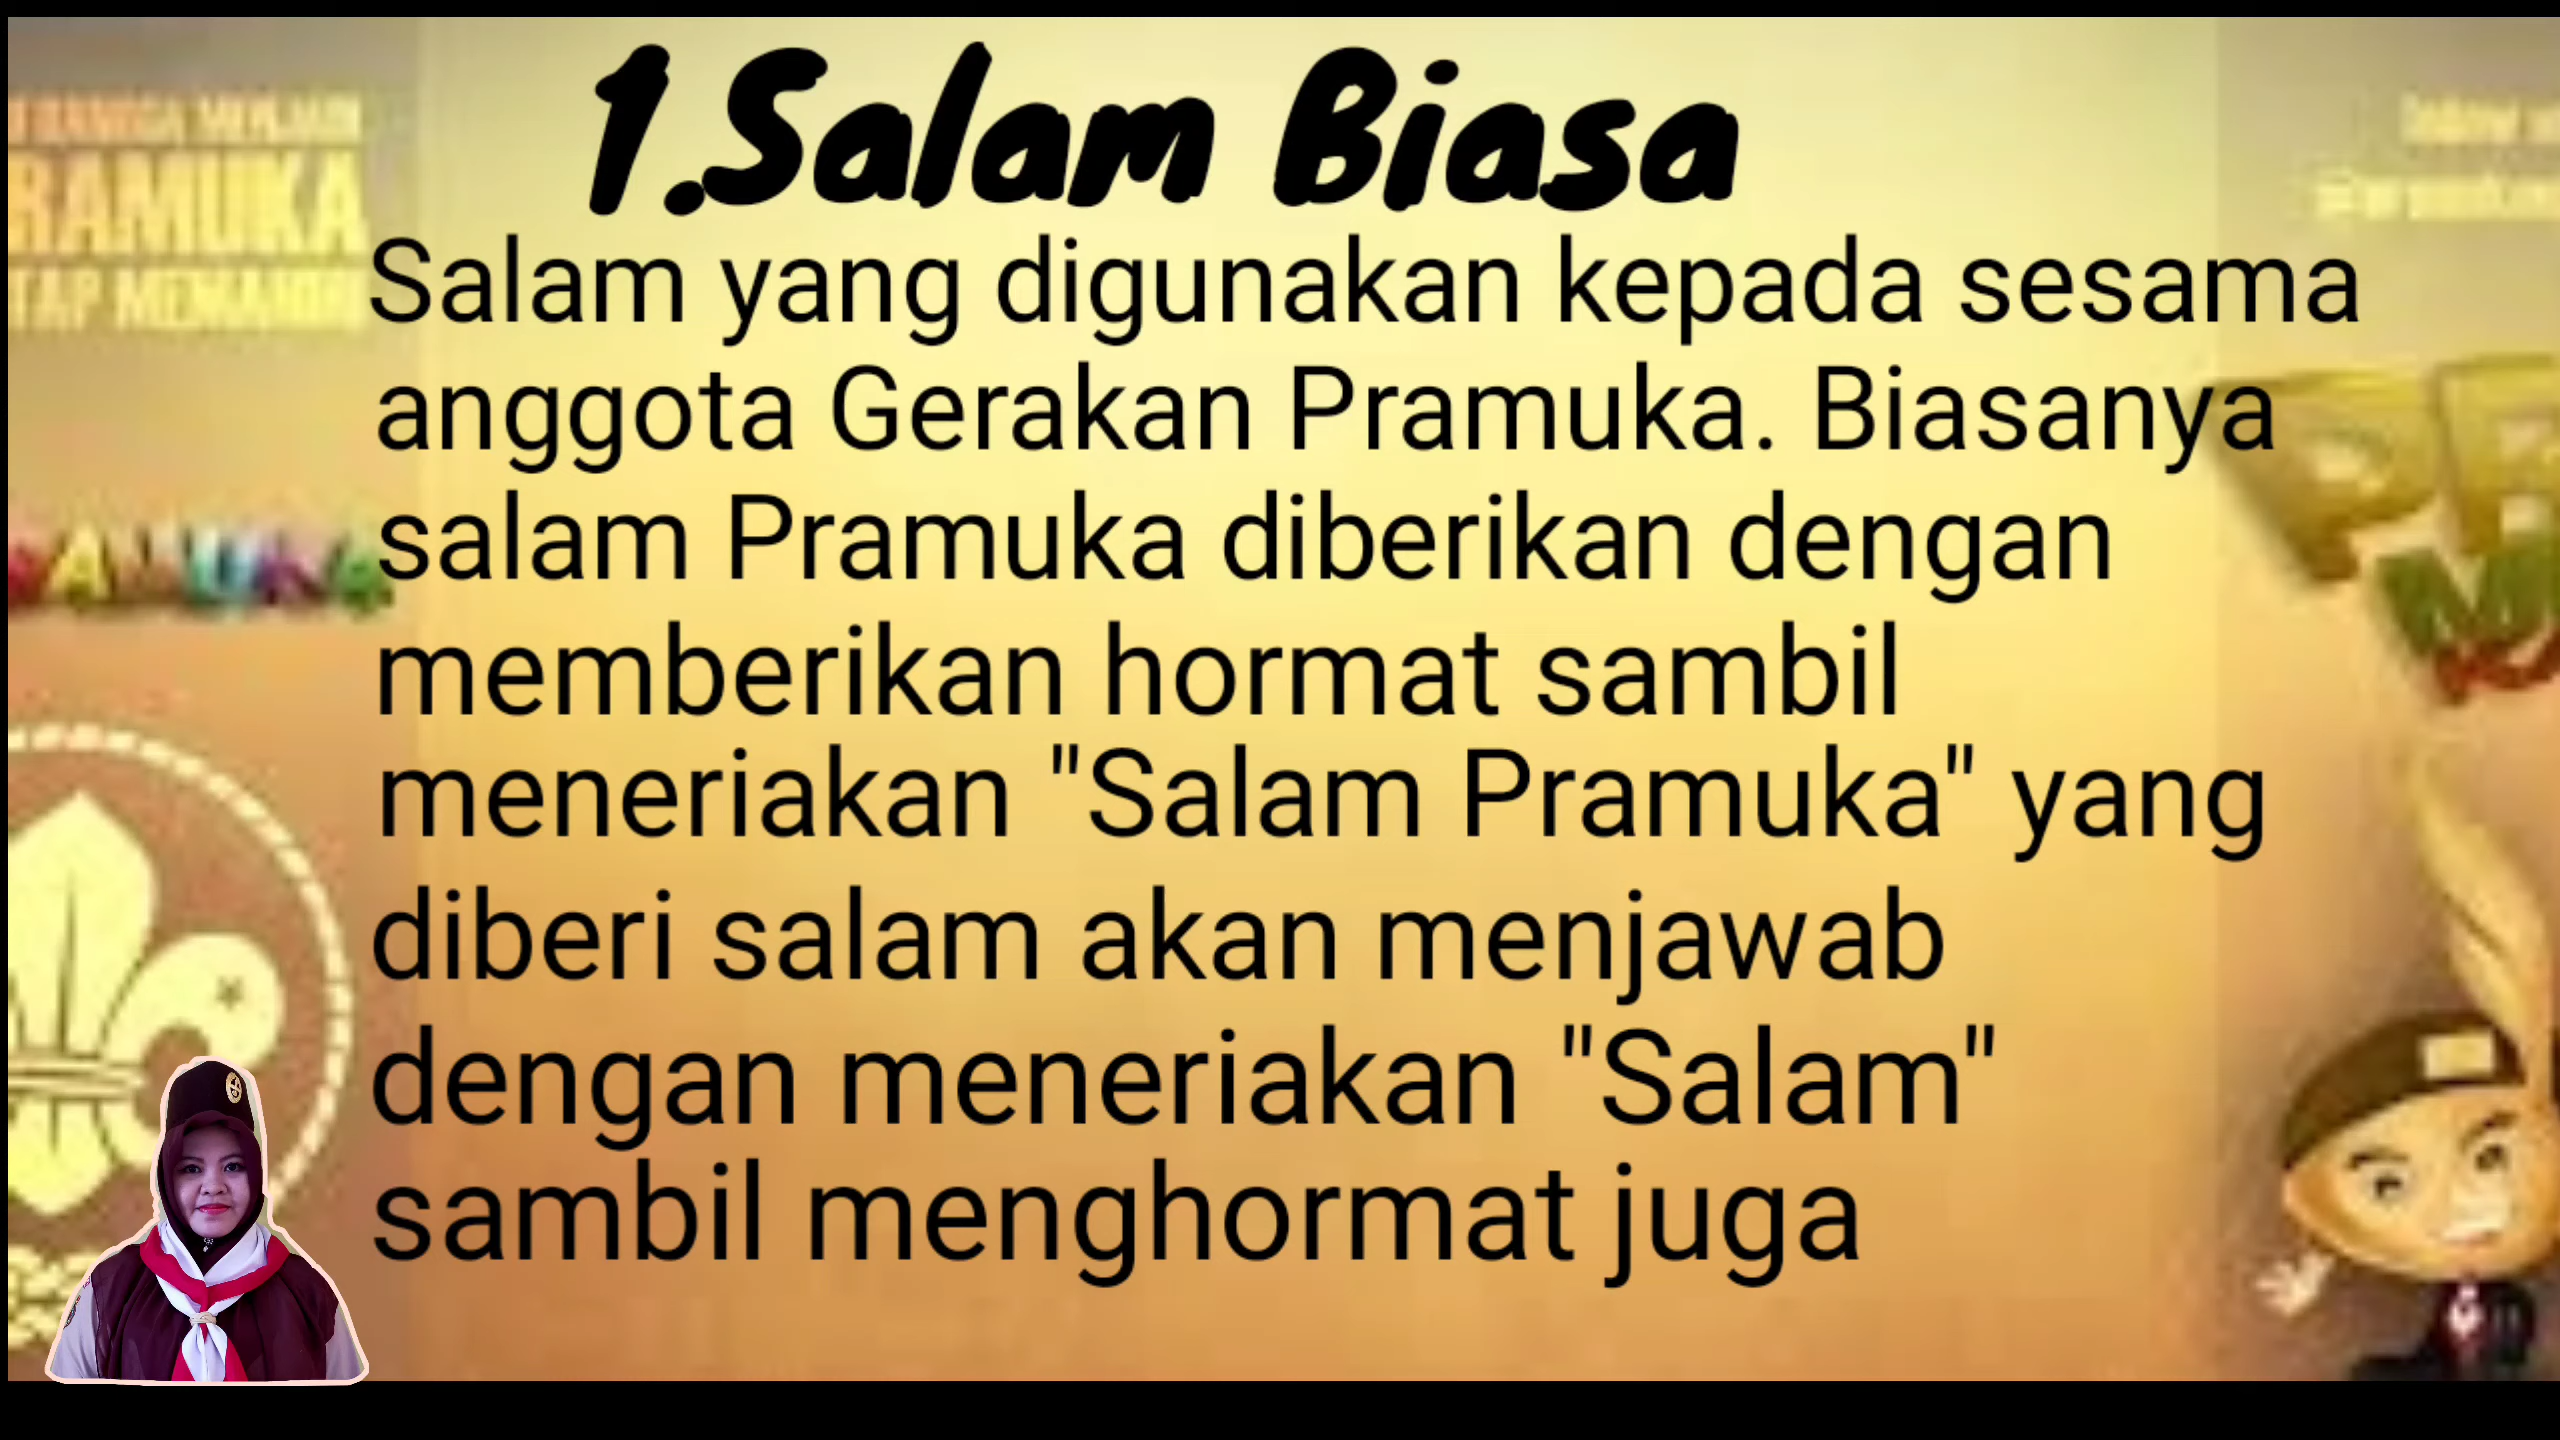 1.Salam Biasa
Salam yang digunakan kepada sesama
anggota Gerakan Pramuka. Biasanya
salam Pramuka diberikan dengan
memberikan hormat sambil
meneriakan "Salam Pramuka" yang
diberi salam akan menjawab
dengan meneriakan "Salam"
sambil menghormat juga
RAMUKA